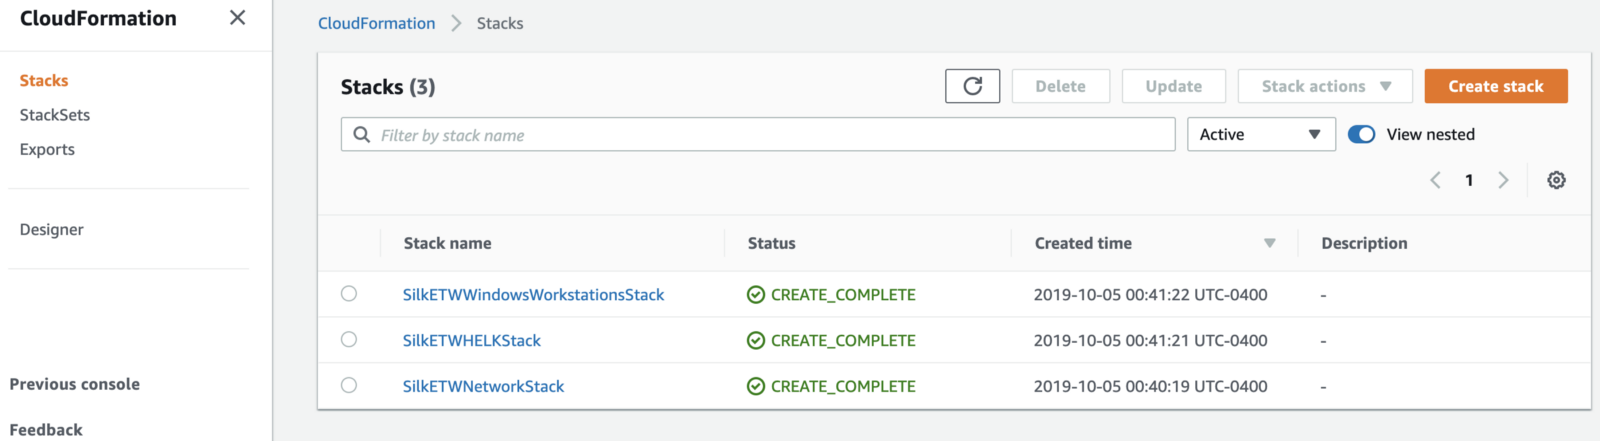 CloudFormation
Stacks
StackSets
Exports
Designer
Previous console
Feedback
CloudFormation > Stacks
Stacks (3)
Delete Update Stack actions Create stack
Filter by stack name Active View nested
1
Stack name Status Created time Description
SilkETWWindowsWorkstationsStack CREATE_COMPLETE 2019-10-05 00:41:22 UTC-0400 -
SilkETWHELKStack CREATE_COMPLETE 2019-10-05 00:41:21 UTC-0400 -
SilkETWNetworkStack CREATE_COMPLETE 2019-10-05 00:40:19 UTC-0400 -